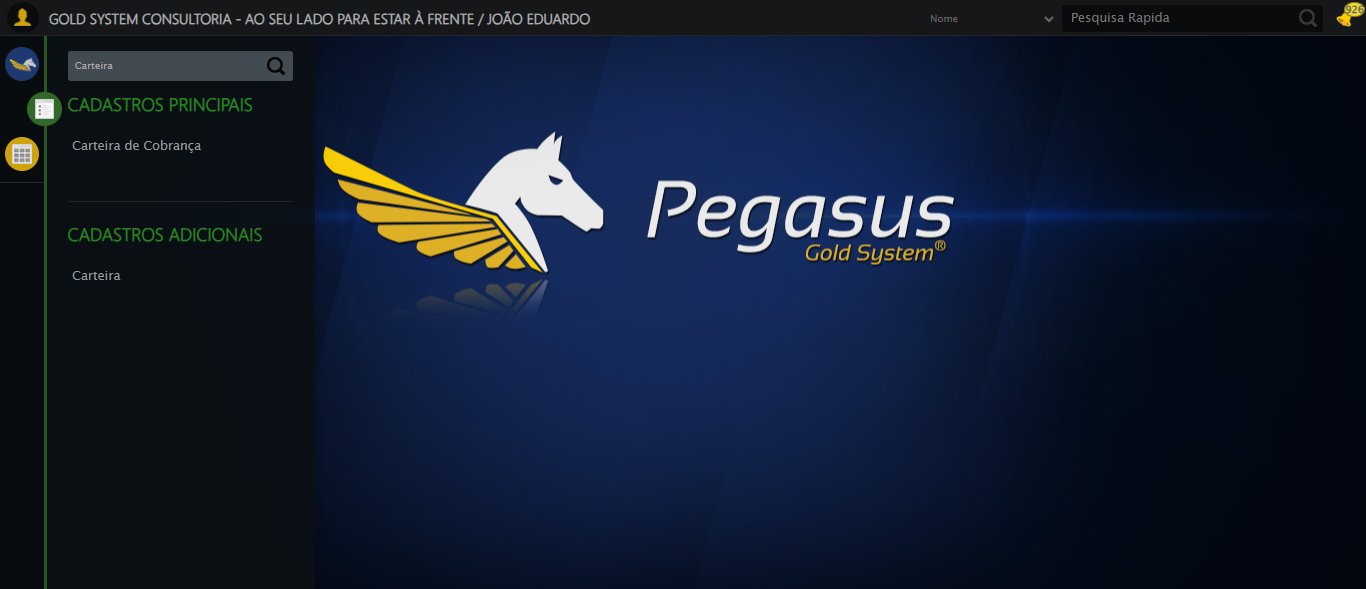 GOLD SYSTEM CONSULTORIA - AO SEU LADO PARA ESTAR À FRENTE / JOÃO EDUARDO
Nome
Pesquisa Rapida
926
Carteira
CADASTROS PRINCIPAIS
Carteira de Cobrança
CADASTROS ADICIONAIS
Carteira
Pegasus
Gold System®